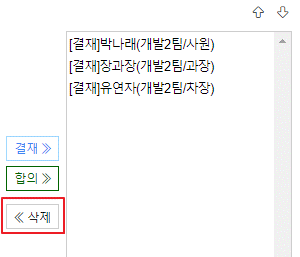 [결재]박나래(개발2팀/사원)
[결재]장과장(개발2팀/과장)
[결재]유연자(개발2팀/차장)
결재 》
합의 》
《 삭제